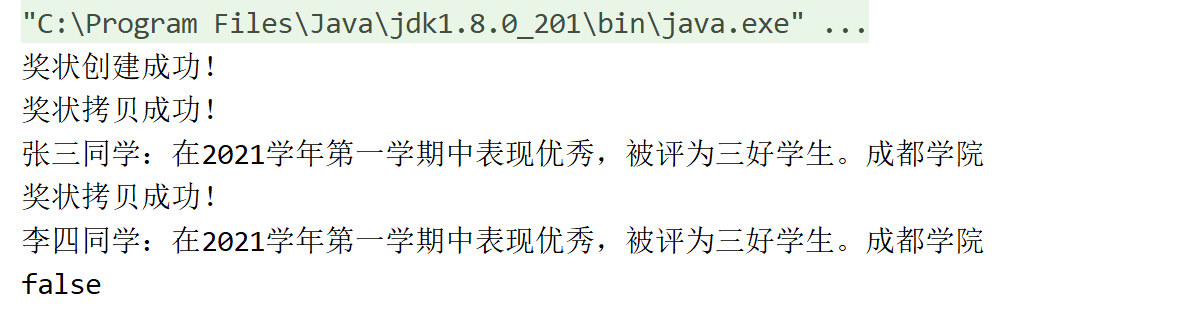 "C:\Program Files\Java\jdk1.8.0_201\bin\java.exe" ...
奖状创建成功！
奖状拷贝成功！
张三同学：在2021学年第一学期中表现优秀，被评为三好学生。成都学院
奖状拷贝成功！
李四同学：在2021学年第一学期中表现优秀，被评为三好学生。成都学院
false